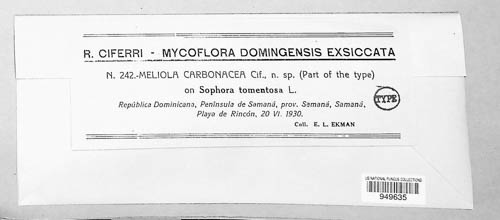 R. CIFERRI - MYCOFLORA DOMINGENSIS EXSICCATA
N. 242.-MELIOLA CARBONACEA Cif., n. sp. (Part of the type)
on Sophora tomentosa L.
República Dominicana, Península de Samaná, prov. Samaná, Samaná,
Playa de Rincón, 20 VI. 1930.
Coll. E. L. EKMAN
TYPE
US NATIONAL FUNGUS COLLECTIONS
949635